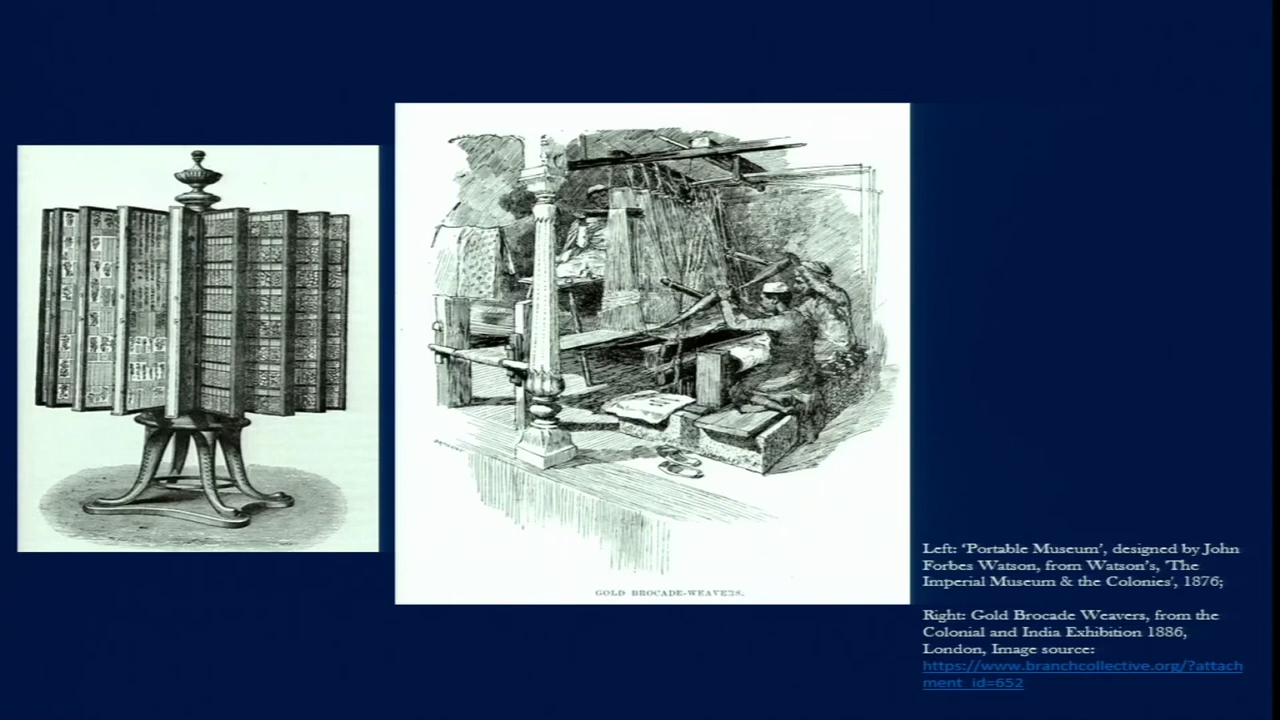 GOLD BROCADE-WEAVERS.
Left: 'Portable Museum', designed by John
Forbes Watson, from Watson's, 'The
Imperial Museum & the Colonies', 1876;
Right: Gold Brocade Weavers, from the
Colonial and India Exhibition 1886,
London, Image source:
https://www.branchcollective.org/?attach
ment_id=652